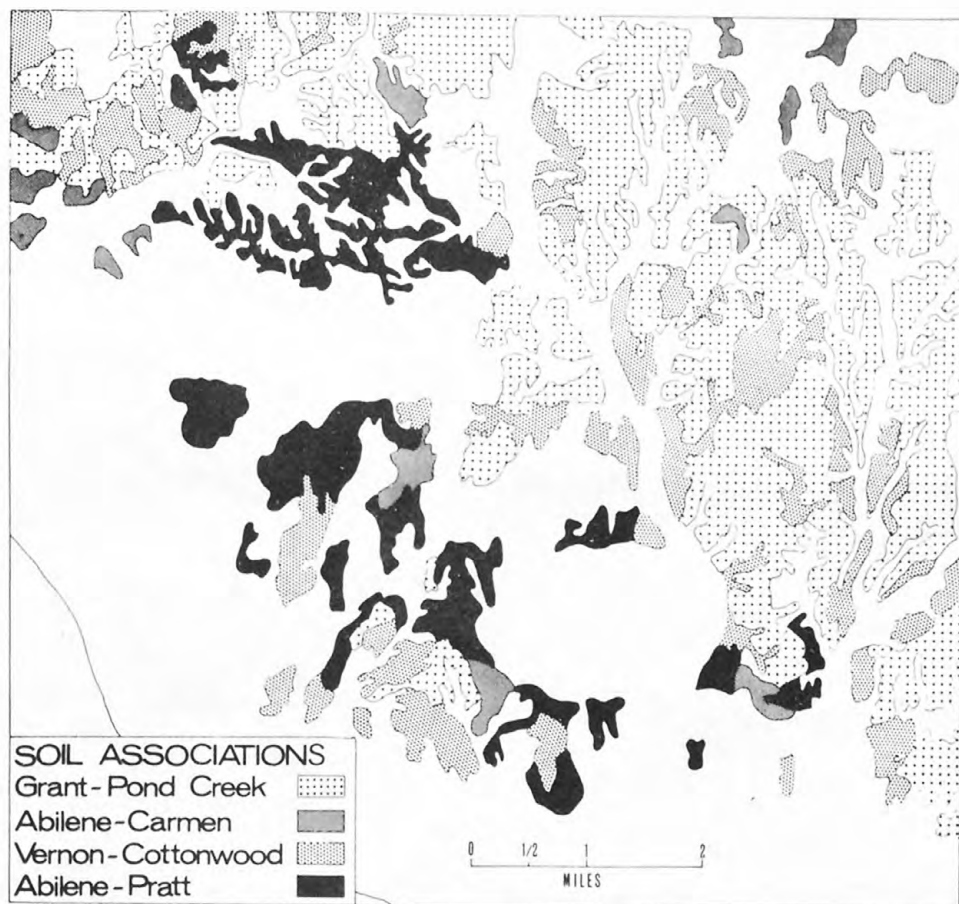 SOIL ASSOCIATIONS
Grant-Pond Creek
Abilene-Carmen
Vernon-Cottonwood
Abilene-Pratt
0 1/2 1 2
MILES